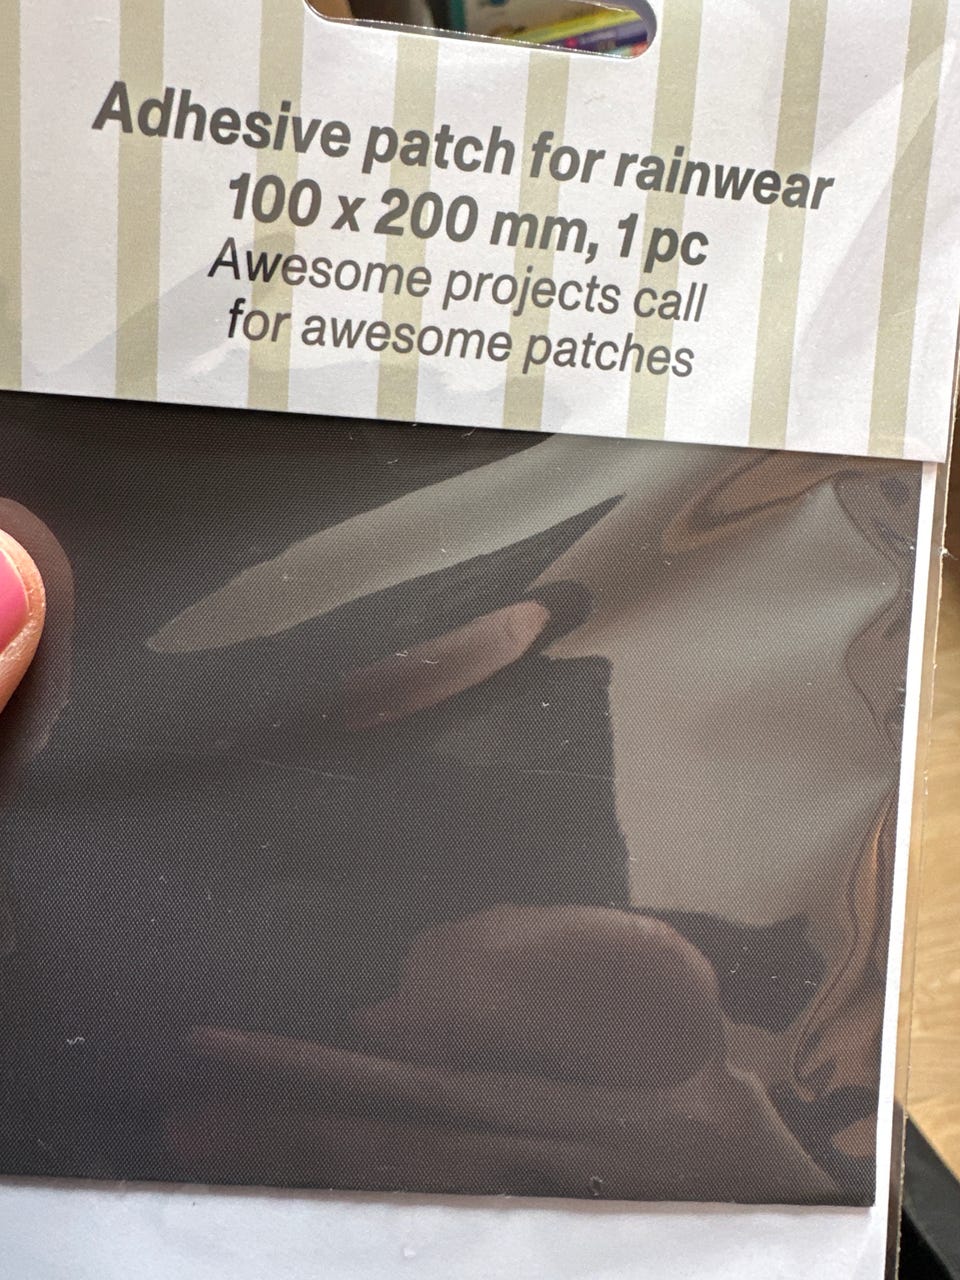 Adhesive patch for rainwear
100 x 200 mm, 1 pc
Awesome projects call
for awesome patches